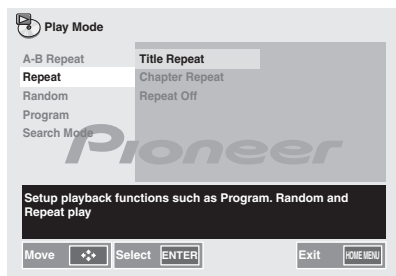 Play Mode
A-B Repeat
Title Repeat
Repeat
Chapter Repeat
Random
Repeat Off
Program
Search Mode
Pioneer
Setup playback functions such as Program. Random and
Repeat play
Move Select ENTER Exit HOME MENU